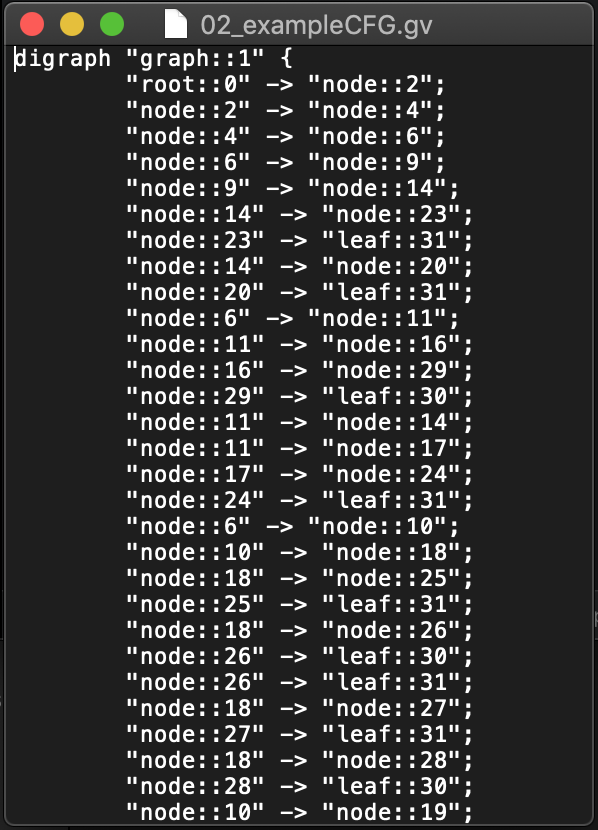 02_exampleCFG.gv
digraph "graph::1" {
"root::0" -> "node::2";
"node::2" -> "node::4";
"node::4" -> "node::6";
"node::6" -> "node::9";
"node::9" -> "node::14";
"node::14" -> "node::23";
"node::23" -> "leaf::31";
"node::14" -> "node::20";
"node::20" -> "leaf::31";
"node::6" -> "node::11";
"node::11" -> "node::16";
"node::16" -> "node::29";
"node::29" -> "leaf::30";
"node::11" -> "node::14";
"node::11" -> "node::17";
"node::17" -> "node::24";
"node::24" -> "leaf::31";
"node::6" -> "node::10";
"node::10" -> "node::18";
"node::18" -> "node::25";
"node::25" -> "leaf::31";
"node::18" -> "node::26";
"node::26" -> "leaf::30";
"node::26" -> "leaf::31";
"node::18" -> "node::27";
"node::27" -> "leaf::31";
"node::18" -> "node::28";
"node::28" -> "leaf::30";
"node::10" -> "node::19";